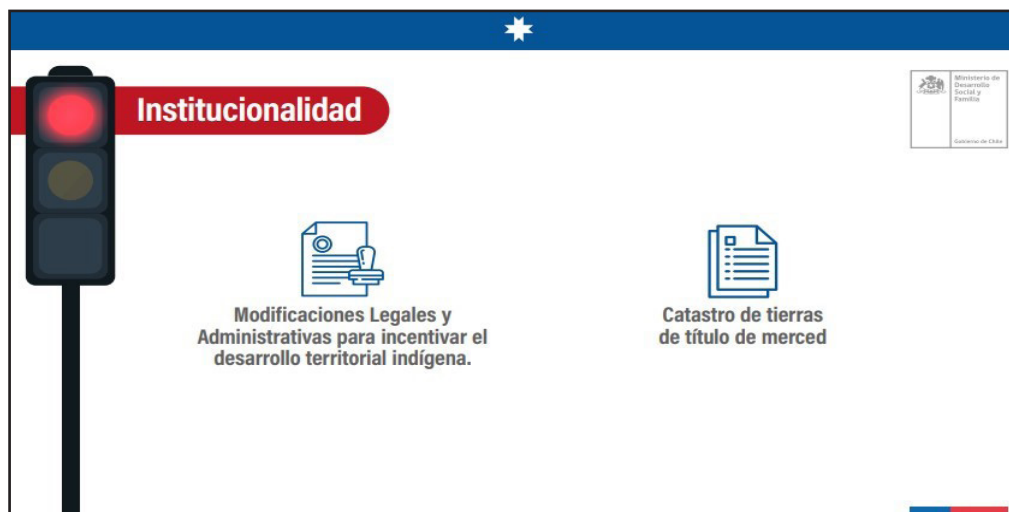 Institucionalidad
Ministerio de
Desarrollo
Social y
Familia
Gobierno de Chile
Modificaciones Legales y
Administrativas para incentivar el
desarrollo territorial indígena.
Catastro de tierras
de título de merced